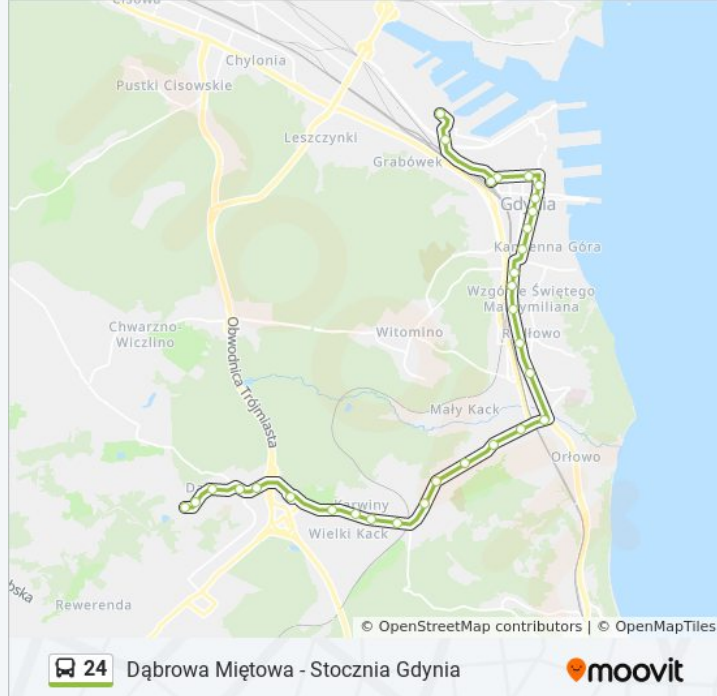 Cisowa
Chylonia
Pustki Cisowskie
Leszczynki
Grabówek
Gdynia
Kamienna Góra
Wzgórze Świętego
Maksymiliana
Chwarzno-
Wiczlino
Witomino
Redłowo
Obwodnica Trójmiasta
Mały Kack
Orłowo
Karwiny
Wielki Kack
Rewerenda
© OpenStreetMap contributors | © OpenMapTiles
24 Dąbrowa Miętowa - Stocznia Gdynia
moovit